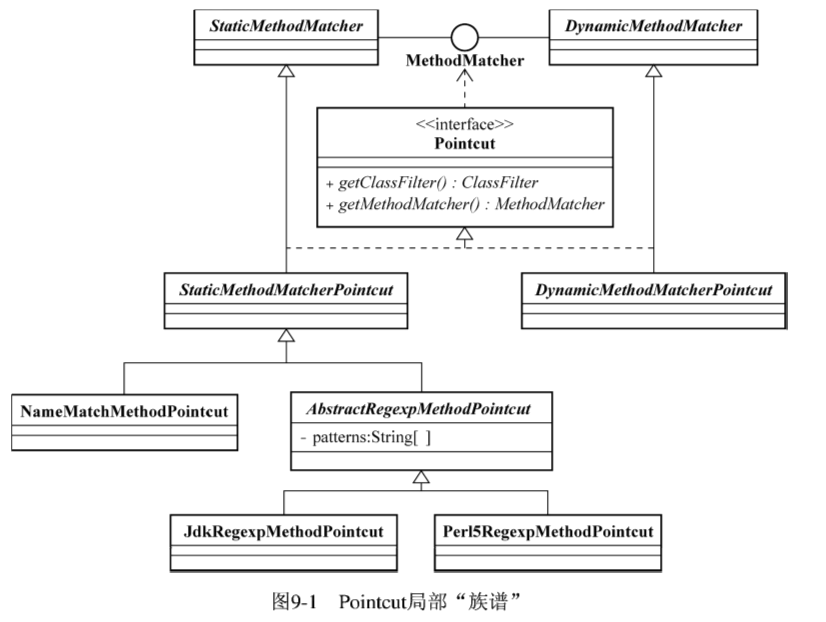 StaticMethodMatcher
DynamicMethodMatcher
MethodMatcher
<<interface>>
Pointcut
+ getClassFilter() : ClassFilter
+ getMethodMatcher() : MethodMatcher
StaticMethodMatcherPointcut
DynamicMethodMatcherPointcut
NameMatchMethodPointcut
AbstractRegexpMethodPointcut
- patterns:String[ ]
JdkRegexpMethodPointcut
Perl5RegexpMethodPointcut
图9-1 Pointcut局部“族谱”